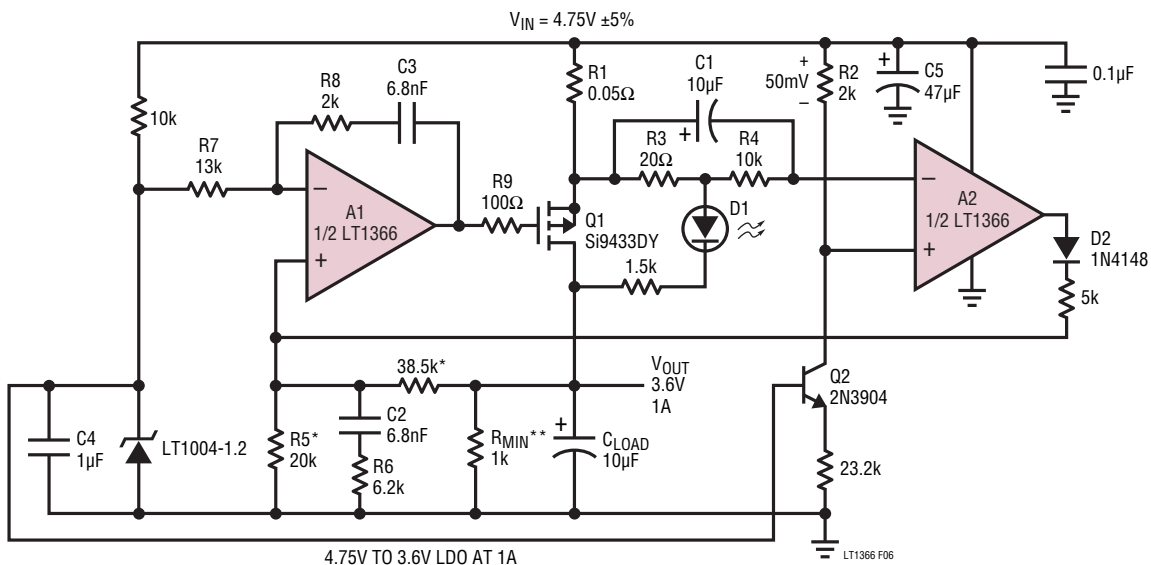 VIN = 4.75V ±5%
C3
6.8nF
R8
2k
10k
R7
13k
–
+
A1
1/2 LT1366
R9
100Ω
R1
0.05Ω
C1
10µF
+
R3
20Ω
R4
10k
Q1
Si9433DY
D1
1.5k
+
50mV
–
R2
2k
+
C5
47µF
0.1µF
–
+
A2
1/2 LT1366
D2
1N4148
5k
38.5k*
VOUT
3.6V
1A
Q2
2N3904
C4
1µF
LT1004-1.2
R5*
20k
C2
6.8nF
R6
6.2k
RMIN**
1k
+
CLOAD
10µF
23.2k
4.75V TO 3.6V LDO AT 1A
LT1366 F06